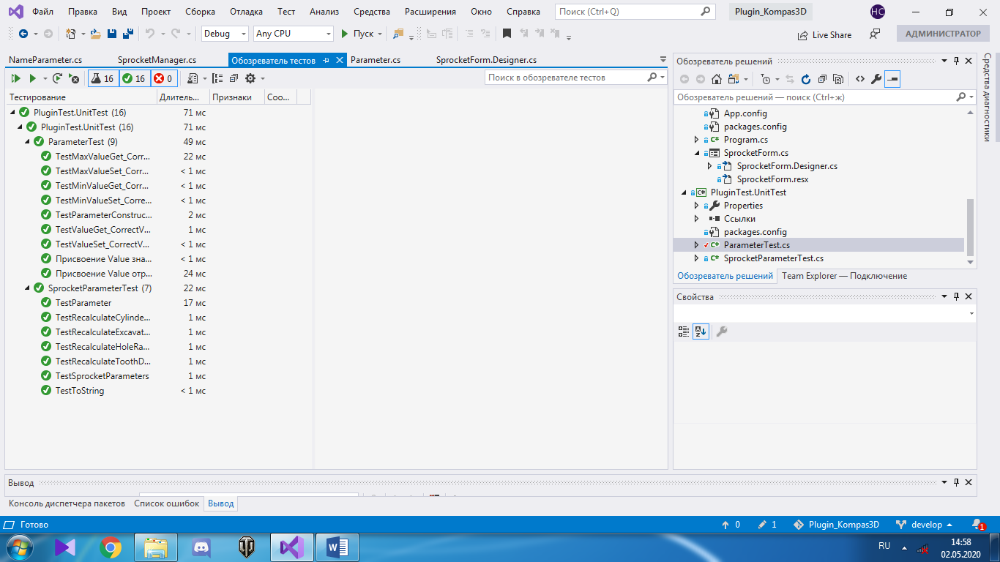 Файл Правка Вид Проект Сборка Отладка Тест Анализ Средства Расширения Окно Справка Поиск (Ctrl+Q) Plugin_Kompas3D НС
Debug Any CPU Пуск Live Share АДМИНИСТРАТОР
NameParameter.cs SprocketManager.cs Обозреватель тестов Parameter.cs SprocketForm.Designer.cs
16 16 0 Поиск в обозревателе тестов
Тестирование Длитель... Признаки Соо...
PluginTest.UnitTest (16) 71 мс
PluginTest.UnitTest (16) 71 мс
ParameterTest (9) 49 мс
TestMaxValueGet_Corr... 22 мс
TestMaxValueSet_Corr... < 1 мс
TestMinValueGet_Corr... < 1 мс
TestMinValueSet_Corre... < 1 мс
TestParameterConstruc... 2 мс
TestValueGet_CorrectV... 1 мс
TestValueSet_CorrectV... < 1 мс
Присвоение Value зна... < 1 мс
Присвоение Value отр... 24 мс
SprocketParameterTest (7) 22 мс
TestParameter 17 мс
TestRecalculateCylinde... 1 мс
TestRecalculateExcavat... 1 мс
TestRecalculateHoleRa... 1 мс
TestRecalculateToothD... 1 мс
TestSprocketParameters 1 мс
TestToString < 1 мс
Обозреватель решений
Обозреватель решений — поиск (Ctrl+ж)
App.config
packages.config
Program.cs
SprocketForm.cs
SprocketForm.Designer.cs
SprocketForm.resx
PluginTest.UnitTest
Properties
Ссылки
packages.config
ParameterTest.cs
SprocketParameterTest.cs
Обозреватель решений Team Explorer — Подключение
Свойства
Средства диагностики
Вывод
Консоль диспетчера пакетов Список ошибок Вывод
Готово 0 1 Plugin_Kompas3D develop 1
RU 14:58
02.05.2020